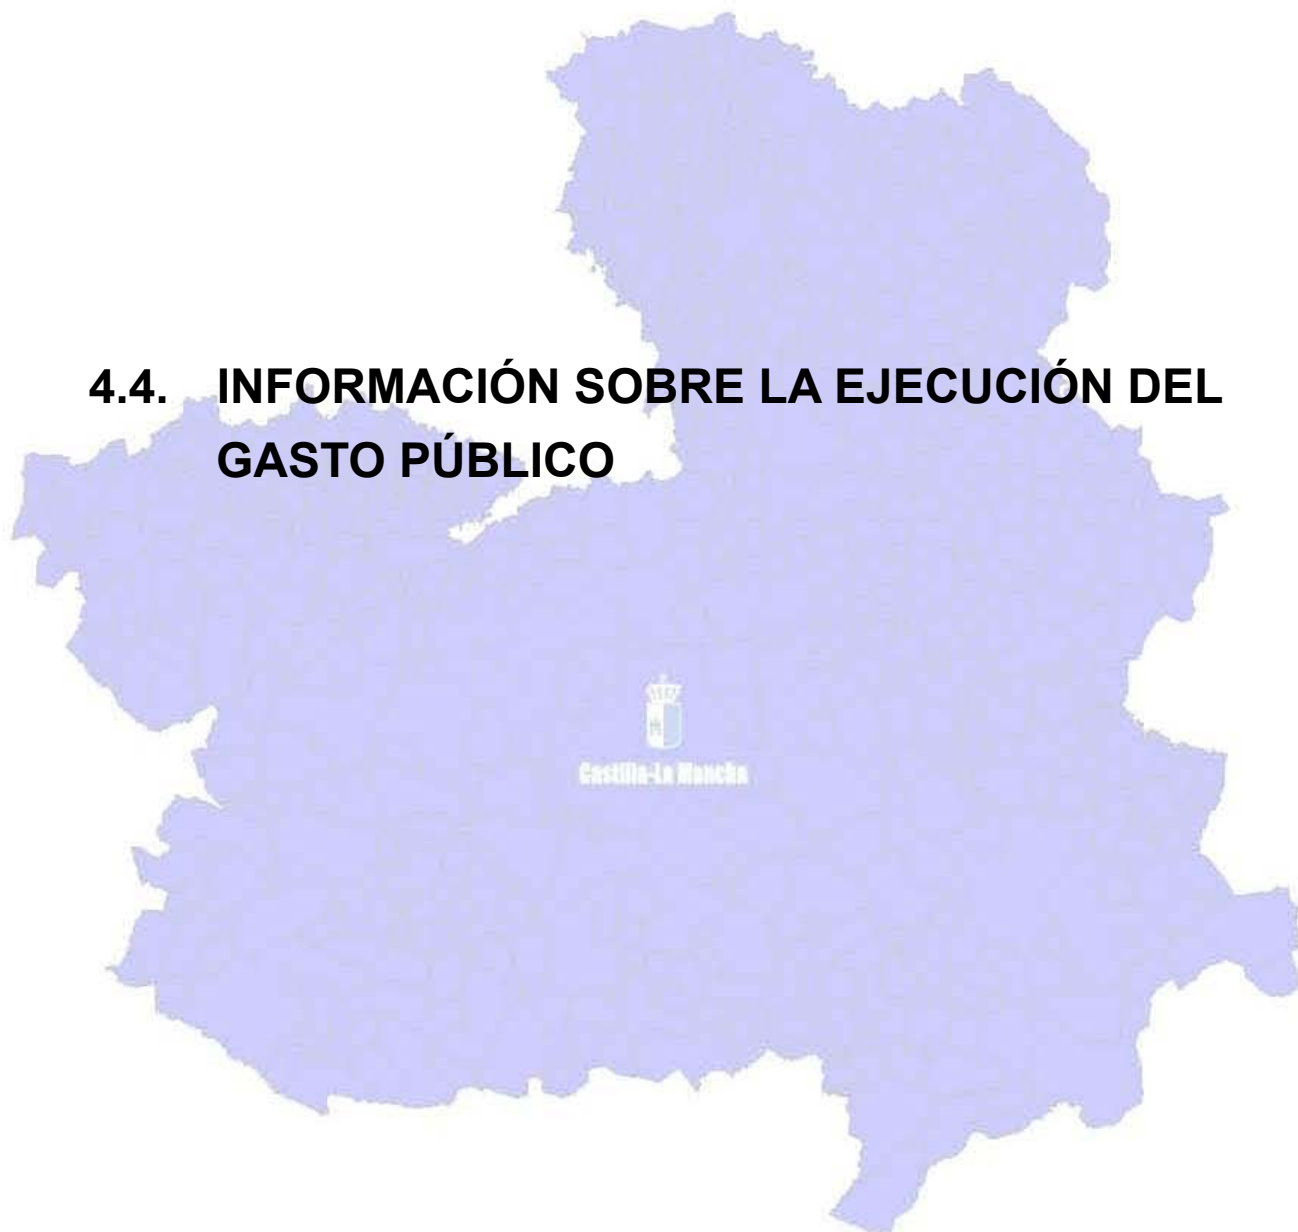 4.4. INFORMACIÓN SOBRE LA EJECUCIÓN DEL
GASTO PÚBLICO
Castilla-La Mancha